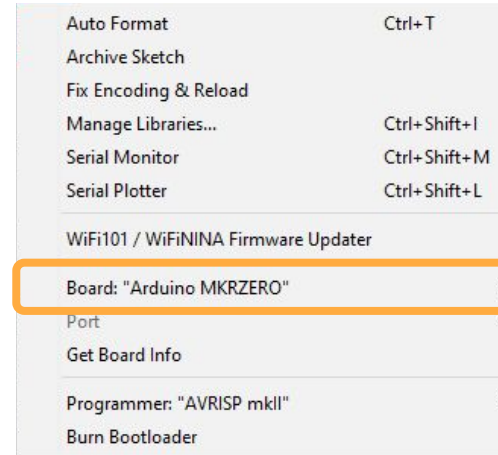 Auto Format Ctrl+T
Archive Sketch
Fix Encoding & Reload
Manage Libraries... Ctrl+Shift+I
Serial Monitor Ctrl+Shift+M
Serial Plotter Ctrl+Shift+L
WiFi101 / WiFiNINA Firmware Updater
Board: "Arduino MKRZERO"
Port
Get Board Info
Programmer: "AVRISP mkII"
Burn Bootloader